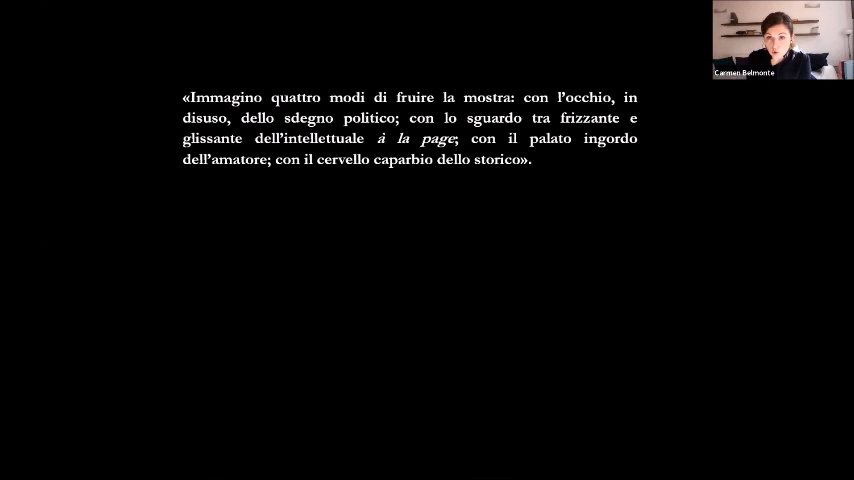 «Immagino quattro modi di fruire la mostra: con l’occhio, in
disuso, dello sdegno politico; con lo sguardo tra frizzante e
glissante dell’intellettuale à la page; con il palato ingordo
dell’amatore; con il cervello caparbio dello storico».
Carmen Belmonte